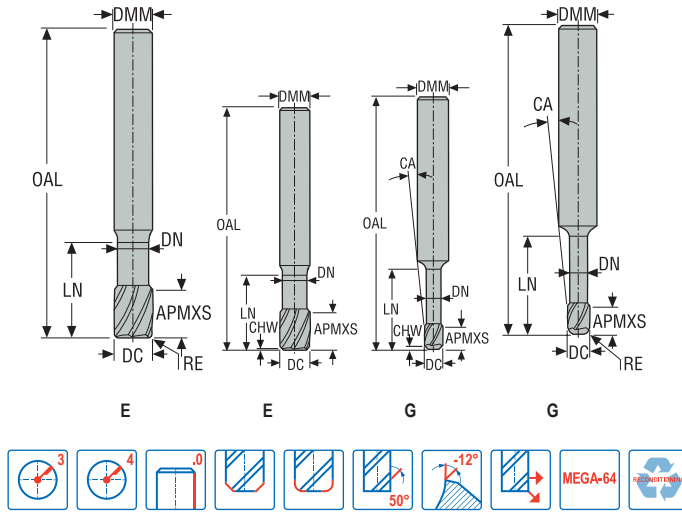 DMM
OAL
DN
LN
APMXS
DC
RE
DMM
OAL
DN
LN
CHW
APMXS
DC
DMM
CA
OAL
LN
DN
CHW
APMXS
DC
DMM
CA
OAL
LN
DN
APMXS
DC
RE
E
E
G
G
3
4
.0
50°
-12°
MEGA-64
RECONDITIONING